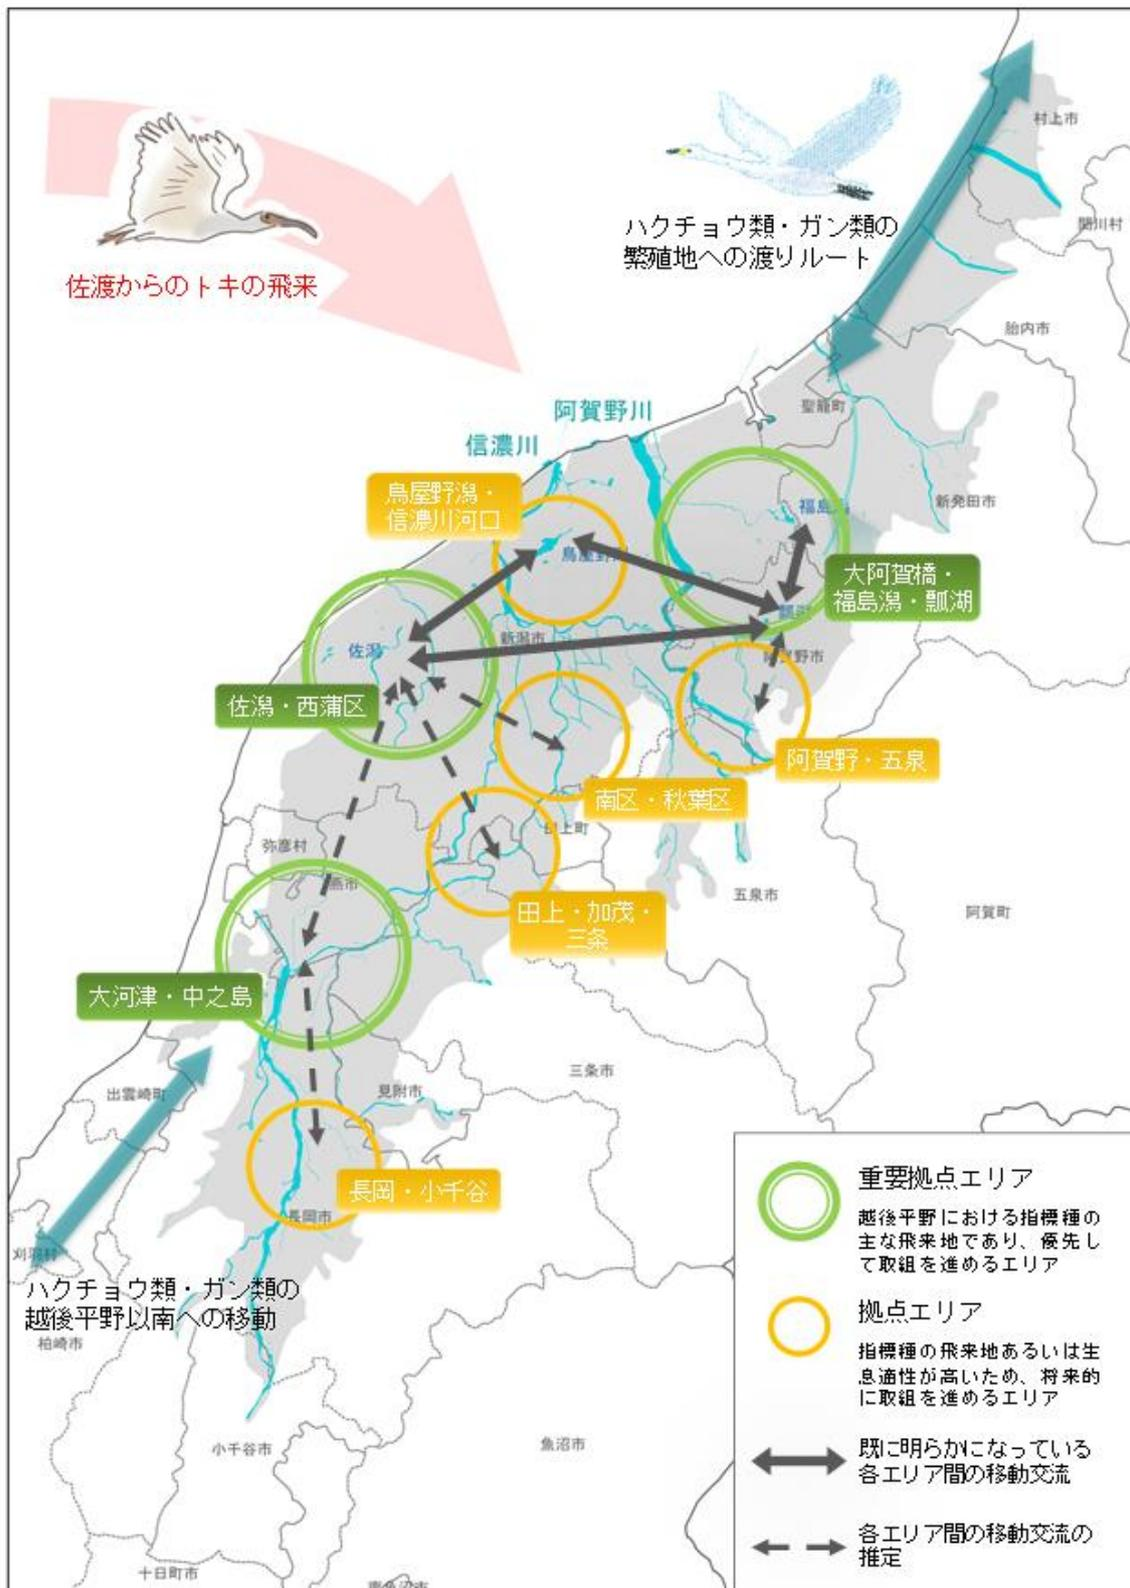 村上市
関川村
ハクチョウ類・ガン類の
繁殖地への渡りルート
佐渡からのトキの飛来
胎内市
聖籠町
阿賀野川
信濃川
鳥屋野潟・
信濃川河口
新発田市
福島
鳥屋野
大阿賀橋・
福島潟・瓢湖
新潟市
佐潟
阿賀野市
佐潟・西蒲区
阿賀野・五泉
南区・秋葉区
田上町
弥彦村
燕市
五泉市
阿賀町
田上・加茂・
三条
大河津・中之島
三条市
見附市
出雲崎町
長岡・小千谷
長岡市
刈羽村
ハクチョウ類・ガン類の
越後平野以南への移動
柏崎市
小千谷市
魚沼市
十日町市
南魚沼市
重要拠点エリア
越後平野における指標種の
主な飛来地であり、優先し
て取組を進めるエリア
拠点エリア
指標種の飛来地あるいは生
息適性が高いため、将来的
に取組を進めるエリア
既に明らかになっている
各エリア間の移動交流
各エリア間の移動交流の
推定